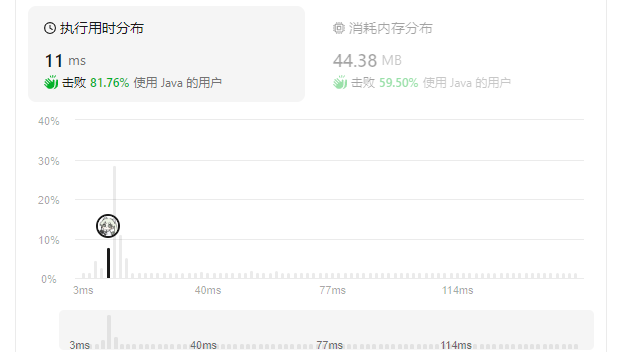 执行用时分布
11 ms
击败 81.76% 使用 Java 的用户
消耗内存分布
44.38 MB
击败 59.50% 使用 Java 的用户
40%
30%
20%
10%
0%
3ms 40ms 77ms 114ms
3ms 40ms 77ms 114ms